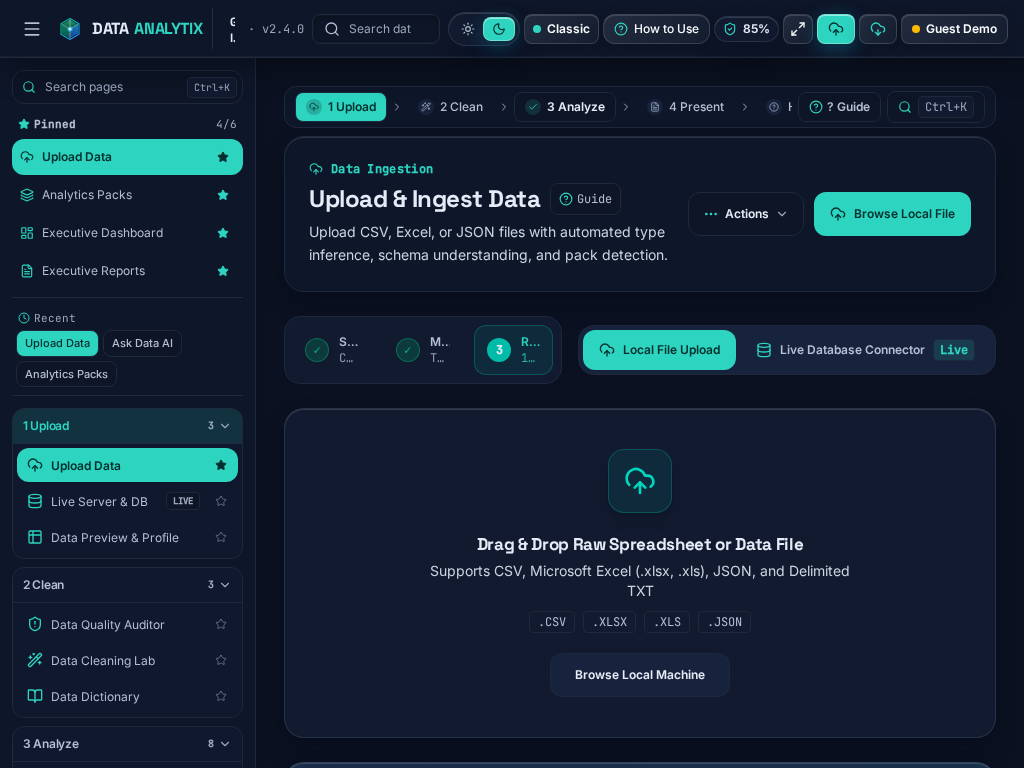 DATA ANALYTIX
· v2.4.0
Search dat
Classic
How to Use
85%
Guest Demo
Search pages
Ctrl+K
Pinned
4/6
Upload Data
Analytics Packs
Executive Dashboard
Executive Reports
Recent
Upload Data
Ask Data AI
Analytics Packs
1 Upload
3
Upload Data
Live Server & DB
LIVE
Data Preview & Profile
2 Clean
3
Data Quality Auditor
Data Cleaning Lab
Data Dictionary
3 Analyze
8
1 Upload
2 Clean
3 Analyze
4 Present
? Guide
Ctrl+K
Data Ingestion
Upload & Ingest Data
Guide
Upload CSV, Excel, or JSON files with automated type
inference, schema understanding, and pack detection.
Actions
Browse Local File
✓
S...
C...
✓
M...
T...
3
R...
1...
Local File Upload
Live Database Connector
Live
Drag & Drop Raw Spreadsheet or Data File
Supports CSV, Microsoft Excel (.xlsx, .xls), JSON, and Delimited
TXT
.CSV
.XLSX
.XLS
.JSON
Browse Local Machine